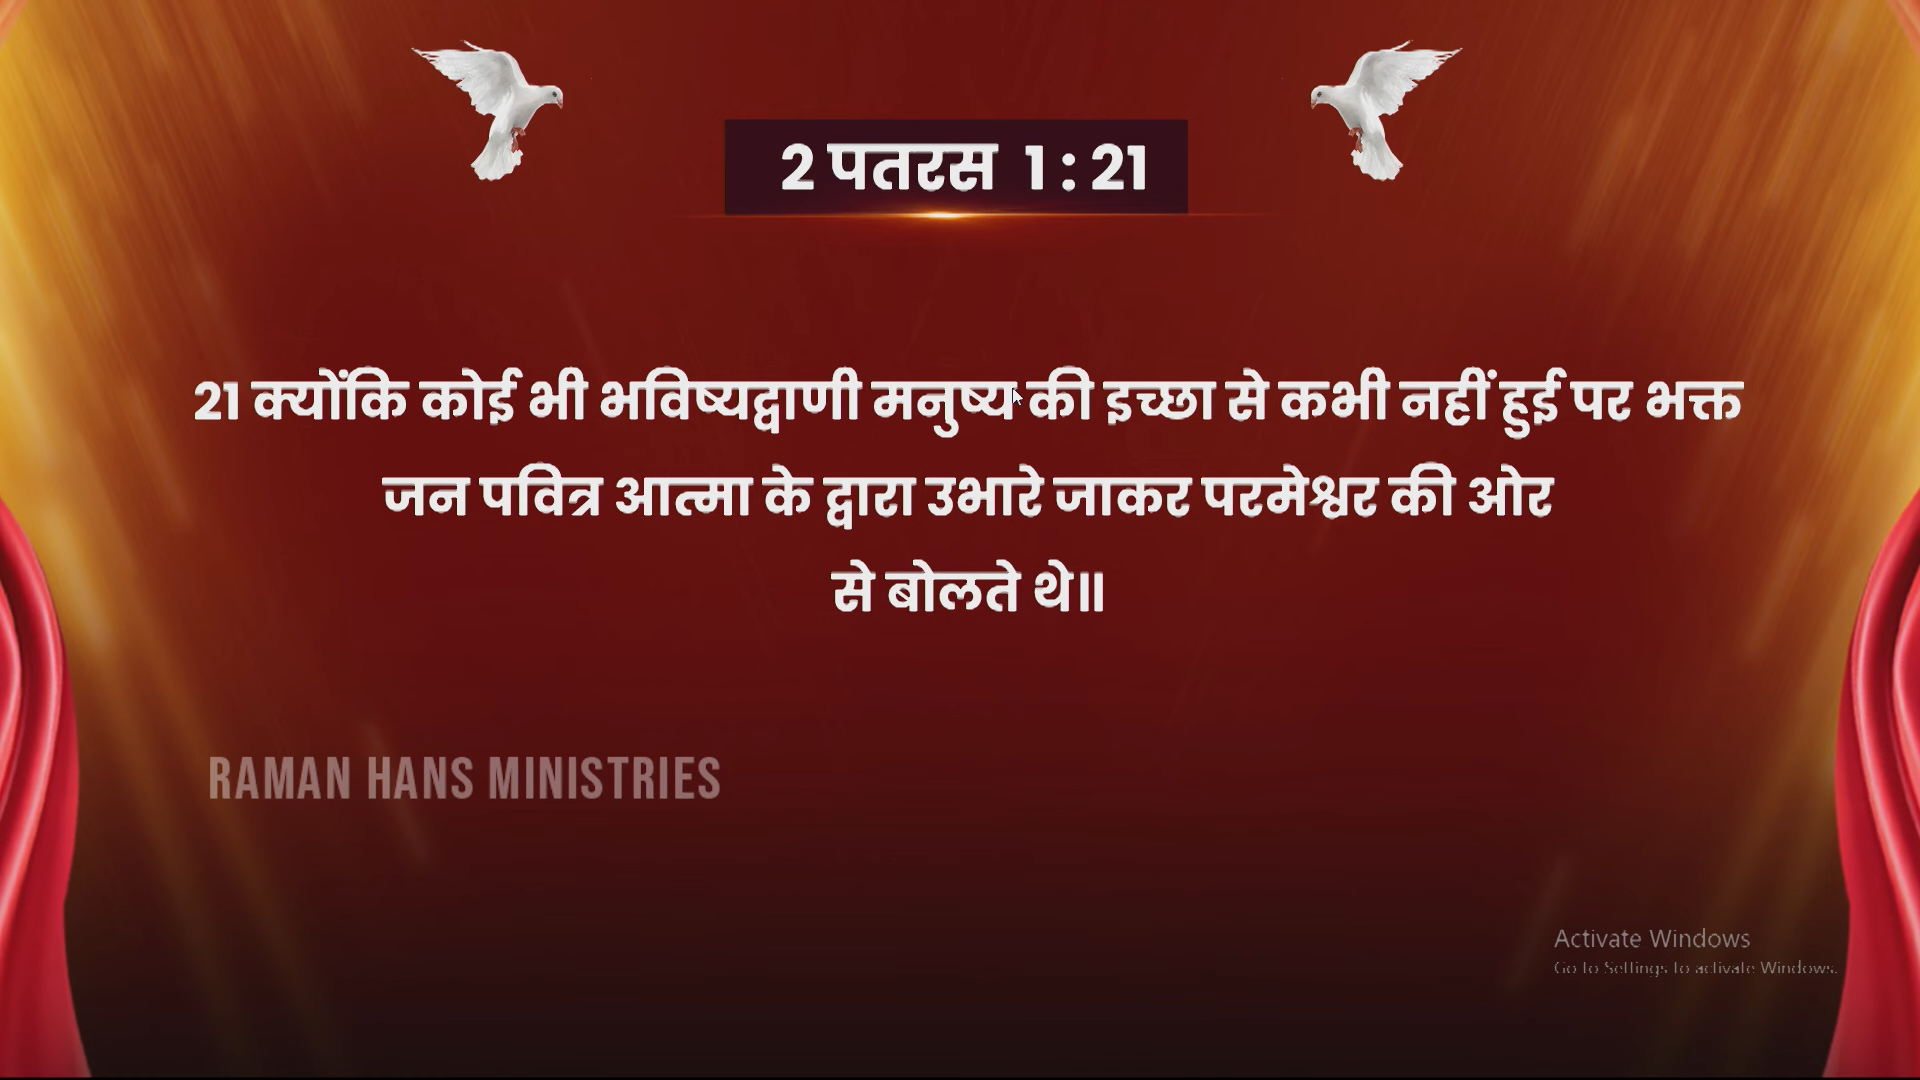 2 पतरस 1 : 21
21 क्योंकि कोई भी भविष्यद्वाणी मनुष्य की इच्छा से कभी नहीं हुई पर भक्त
जन पवित्र आत्मा के द्वारा उभारे जाकर परमेश्वर की ओर
से बोलते थे॥
RAMAN HANS MINISTRIES
Activate Windows
Go to Settings to activate Windows.